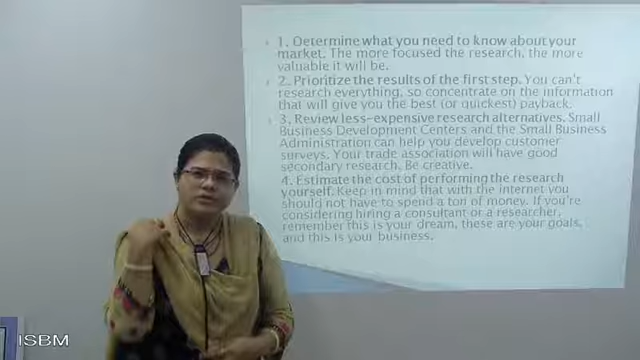 1. Determine what you need to know about your
market. The more focused the research, the more
valuable it will be.
2. Prioritize the results of the first step. You can't
research everything, so concentrate on the information
that will give you the best (or quickest) payback.
3. Review less-expensive research alternatives. Small
Business Development Centers and the Small Business
Administration can help you develop customer
surveys. Your trade association will have good
secondary research. Be creative.
4. Estimate the cost of performing the research
yourself. Keep in mind that with the internet you
should not have to spend a ton of money. If you're
considering hiring a consultant or a researcher,
remember this is your dream, these are your goals,
and this is your business.
ISBM